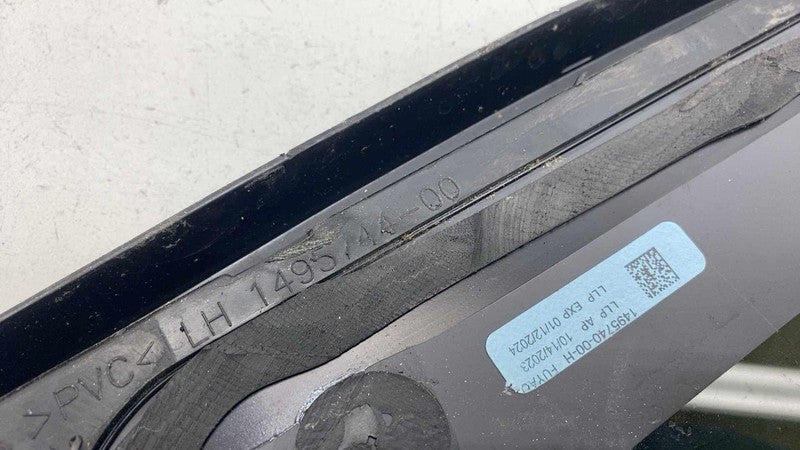 >PVC< LH 1495744-00
1495740-00-H FUYAO
LLP AP 10/14/2023
LLP EXP 01/12/2024